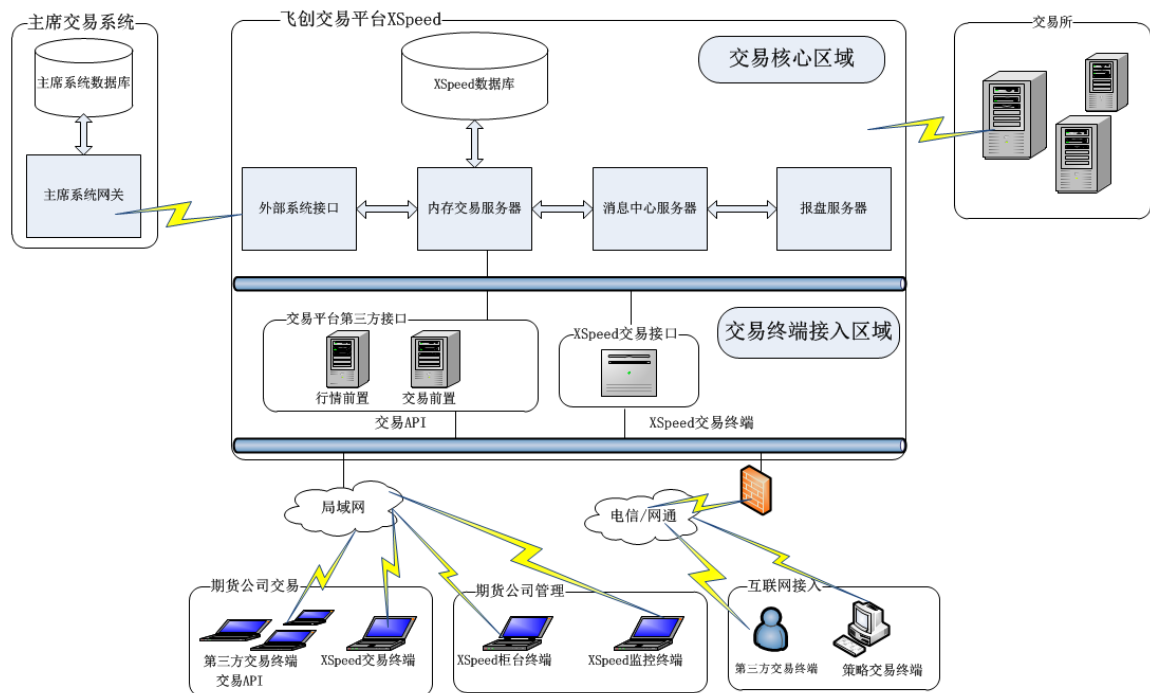 主席交易系统
飞创交易平台XSpeed
交易所
主席系统数据库
XSpeed数据库
交易核心区域
主席系统网关
外部系统接口
内存交易服务器
消息中心服务器
报盘服务器
交易平台第三方接口
XSpeed交易接口
交易终端接入区域
行情前置
交易前置
交易API
XSpeed交易终端
局域网
电信/网通
期货公司交易
期货公司管理
互联网接入
第三方交易终端
交易API
XSpeed交易终端
XSpeed柜台终端
XSpeed监控终端
第三方交易终端
策略交易终端